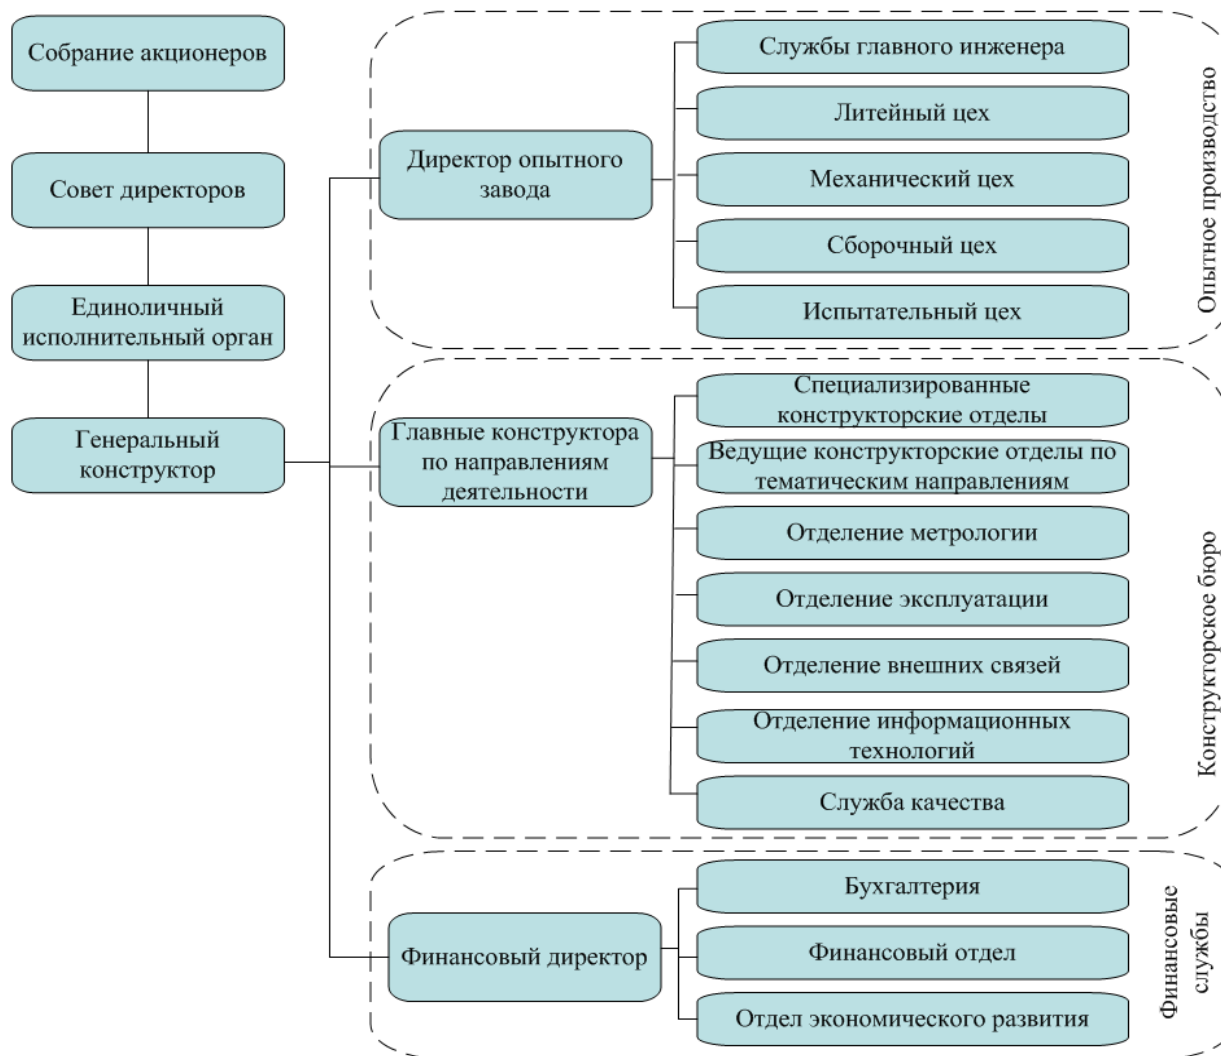 Собрание акционеров
Совет директоров
Единоличный
исполнительный орган
Генеральный
конструктор
Директор опытного
завода
Службы главного инженера
Литейный цех
Механический цех
Сборочный цех
Испытательный цех
Опытное производство
Главные конструктора
по направлениям
деятельности
Специализированные
конструкторские отделы
Ведущие конструкторские отделы по
тематическим направлениям
Отделение метрологии
Отделение эксплуатации
Отделение внешних связей
Отделение информационных
технологий
Служба качества
Конструкторское бюро
Финансовый директор
Бухгалтерия
Финансовый отдел
Отдел экономического развития
Финансовые
службы